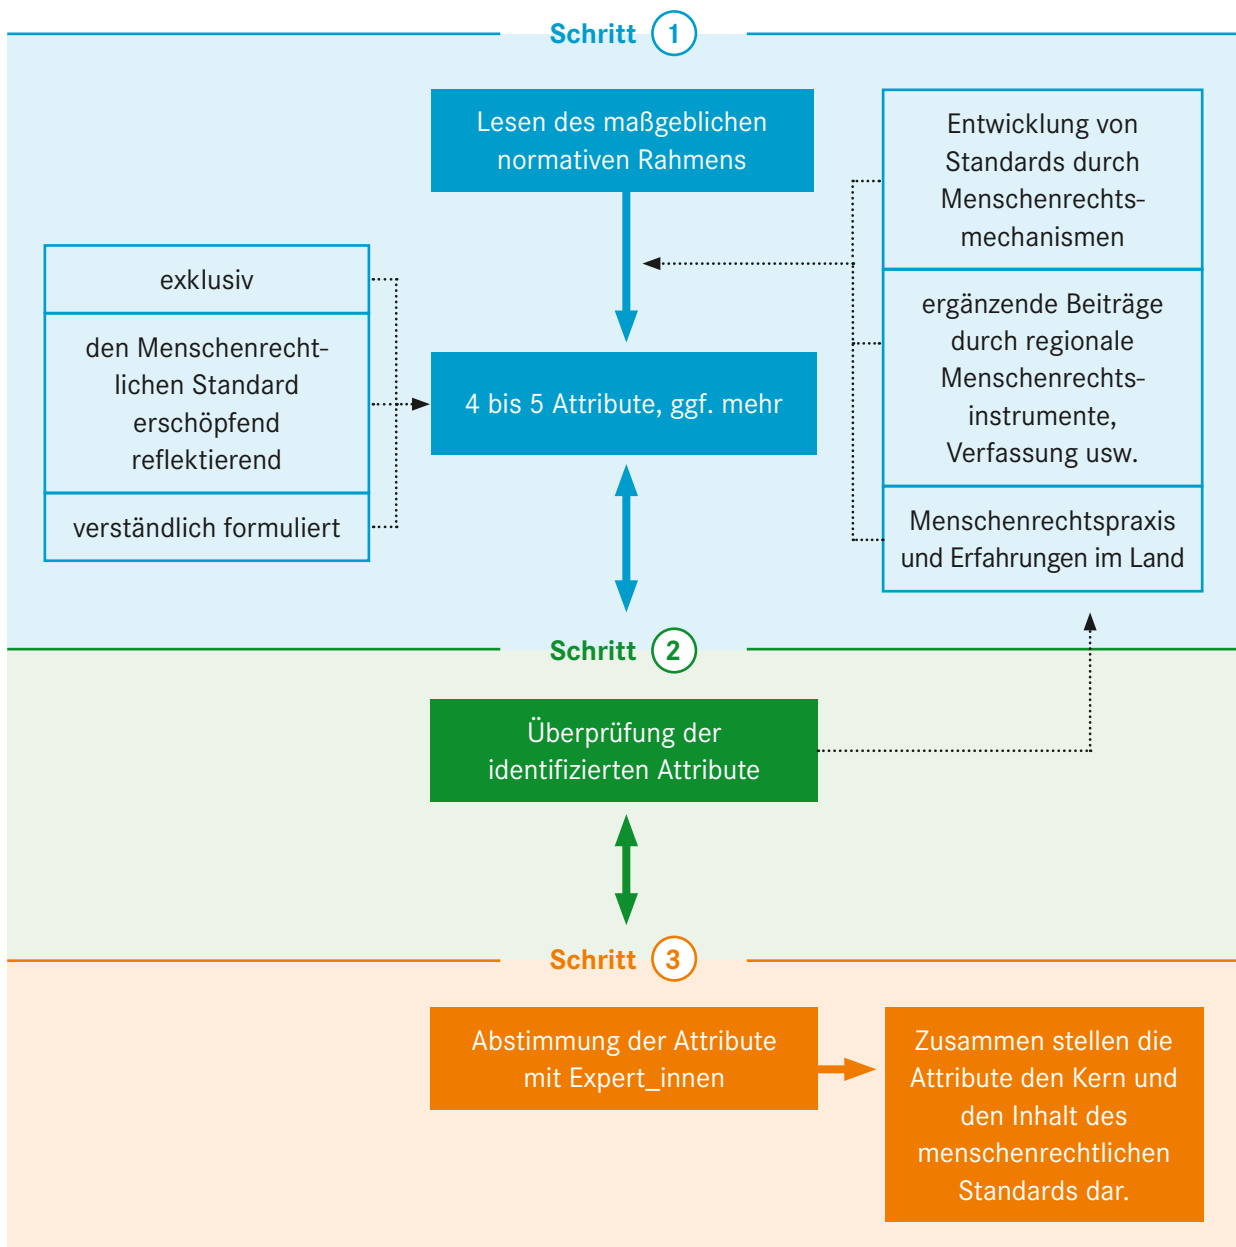 Schritt 1
Lesen des maßgeblichen
normativen Rahmens
Entwicklung von
Standards durch
Menschenrechts-
mechanismen
exklusiv
den Menschenrecht-
lichen Standard
erschöpfend
reflektierend
verständlich formuliert
4 bis 5 Attribute, ggf. mehr
ergänzende Beiträge
durch regionale
Menschenrechts-
instrumente,
Verfassung usw.
Menschenrechtspraxis
und Erfahrungen im Land
Schritt 2
Überprüfung der
identifizierten Attribute
Schritt 3
Abstimmung der Attribute
mit Expert_innen
Zusammen stellen die
Attribute den Kern und
den Inhalt des
menschenrechtlichen
Standards dar.